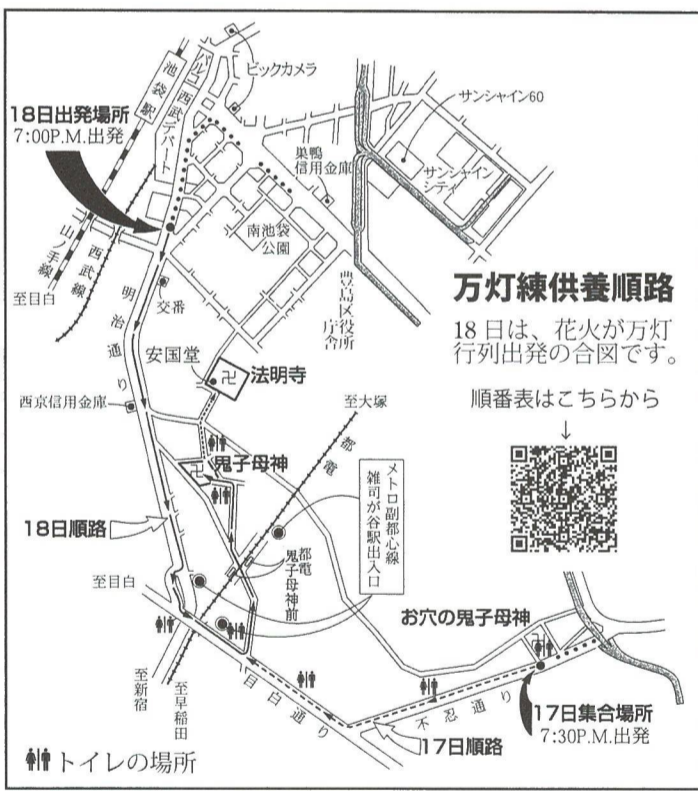 ビックカメラ
パルコ
池袋駅
西武デパート
サンシャイン60
18日出発場所
7:00P.M.出発
巣鴨
信用金庫
サンシャイン
シティ
南池袋
公園
山ノ手線
西武線
至目白
交番
明治通り
豊島区役所
庁舎
万灯練供養順路
18日は、花火が万灯
行列出発の合図です。
安国堂
卍
法明寺
順番表はこちらから
↓
西京信用金庫
至大塚
都電
卍
鬼子母神
メトロ副都心線
雑司が谷駅出入口
18日順路
都電
鬼子母神前
至目白
お穴の鬼子母神
卍
至新宿
至早稲田
目白通り
不忍通り
17日集合場所
7:30P.M.出発
17日順路
トイレの場所